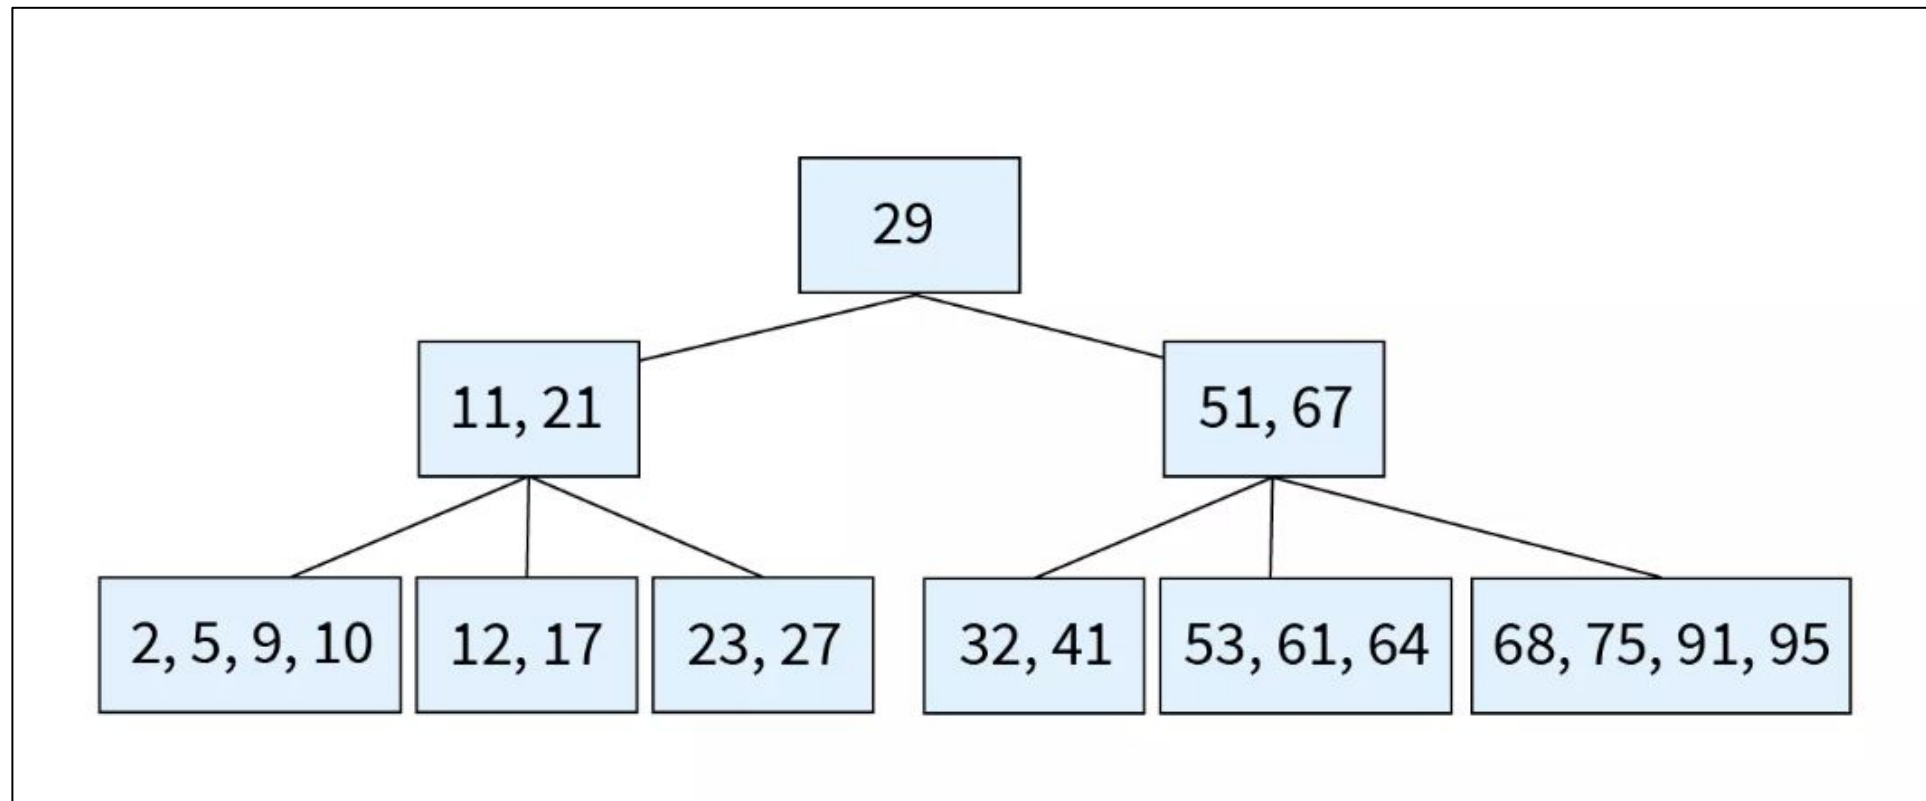 29
11, 21
51, 67
2, 5, 9, 10
12, 17
23, 27
32, 41
53, 61, 64
68, 75, 91, 95